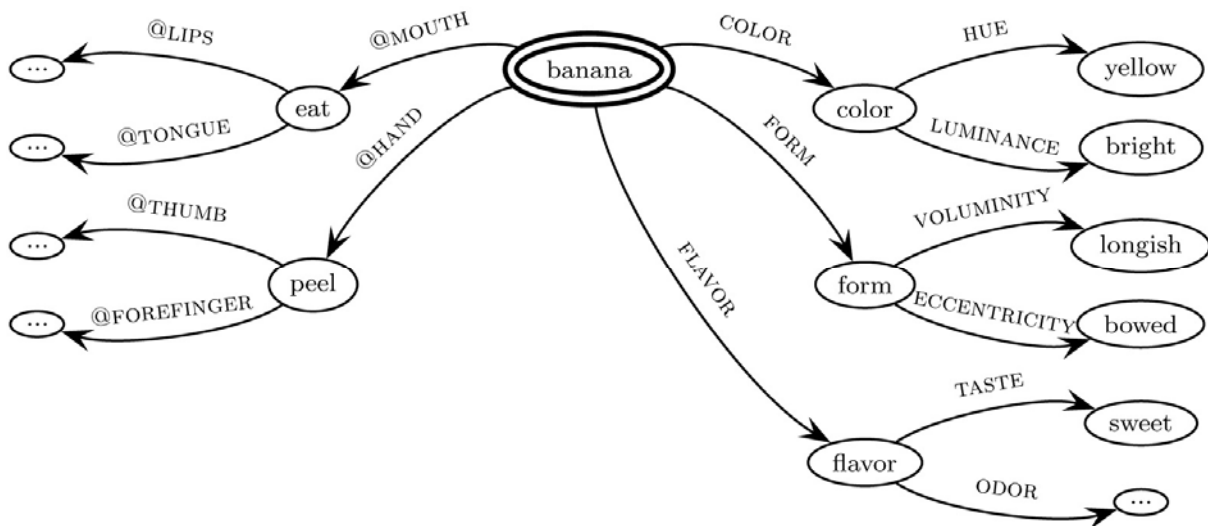 @LIPS
@MOUTH
COLOR
HUE
...
banana
yellow
eat
color
@TONGUE
@HAND
FORM
LUMINANCE
...
bright
@THUMB
VOLUMINITY
...
longish
peel
FLAVOR
form
@FOREFINGER
ECCENTRICITY
...
bowed
TASTE
sweet
flavor
ODOR
...